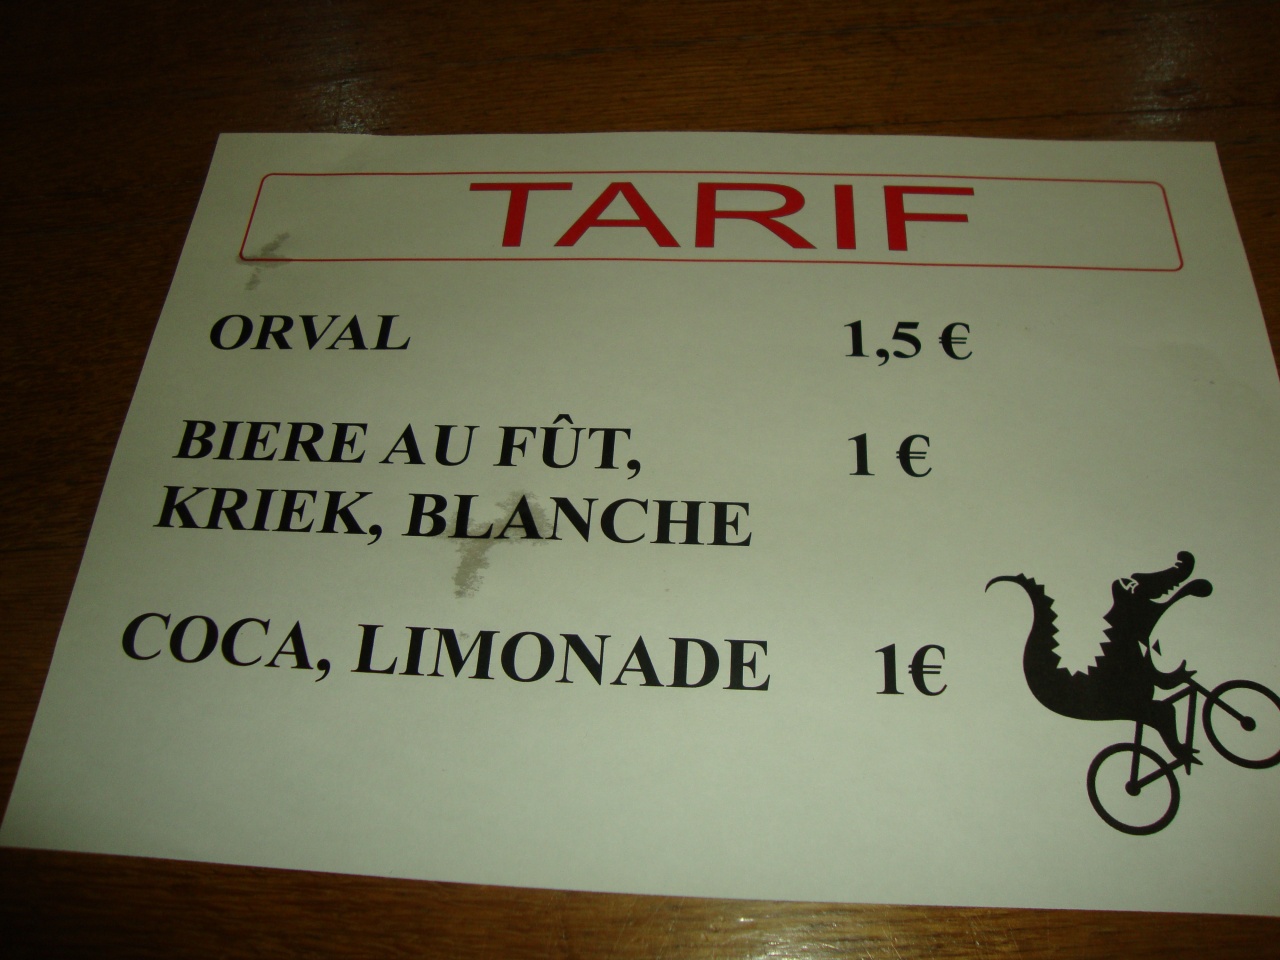 TARIF
ORVAL 1,5 €
BIERE AU FÛT, 1 €
KRIEK, BLANCHE
COCA, LIMONADE 1€